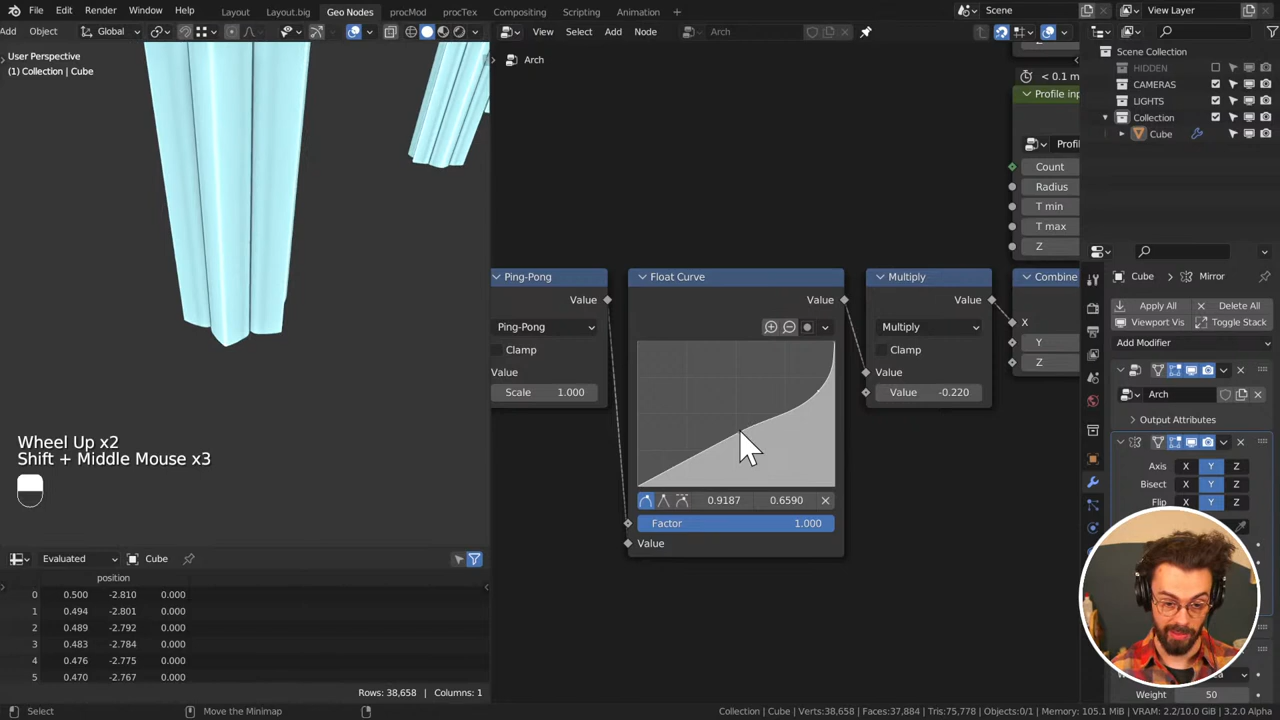 File Edit Render Window Help Layout Layout.big Geo Nodes procMod procTex Compositing Scripting Animation + Scene View Layer
Add Object Global View Select Add Node Arch
User Perspective
(1) Collection | Cube
Arch
Scene Collection
HIDDEN
CAMERAS
LIGHTS
Collection
Cube
< 0.1 m
Profile inp
Profi
Count
Radius
T min
T max
Z
Ping-Pong
Value
Ping-Pong
Clamp
Value
Scale 1.000
Float Curve
Value
0.9187 0.6590
Factor 1.000
Value
Multiply
Value
Multiply
Clamp
Value
Value -0.220
Combine
X
Y
Z
Cube Mirror
Apply All Delete All
Viewport Vis Toggle Stack
Add Modifier
Arch
Output Attributes
Axis X Y Z
Bisect X Y Z
Flip X Y Z
Weight 50
Wheel Up x2
Shift + Middle Mouse x3
Evaluated Cube
position
0 0.500 -2.810 0.000
1 0.494 -2.801 0.000
2 0.489 -2.792 0.000
3 0.483 -2.784 0.000
4 0.476 -2.775 0.000
5 0.470 -2.767 0.000
Rows: 38,658 | Columns: 1
Select Move the Minimap Collection | Cube | Verts:38,658 | Faces:37,884 | Tris:75,778 | Objects:0/1 | Memory: 105.1 MiB | VRAM: 2.2/10.0 GiB | 3.2.0 Alpha